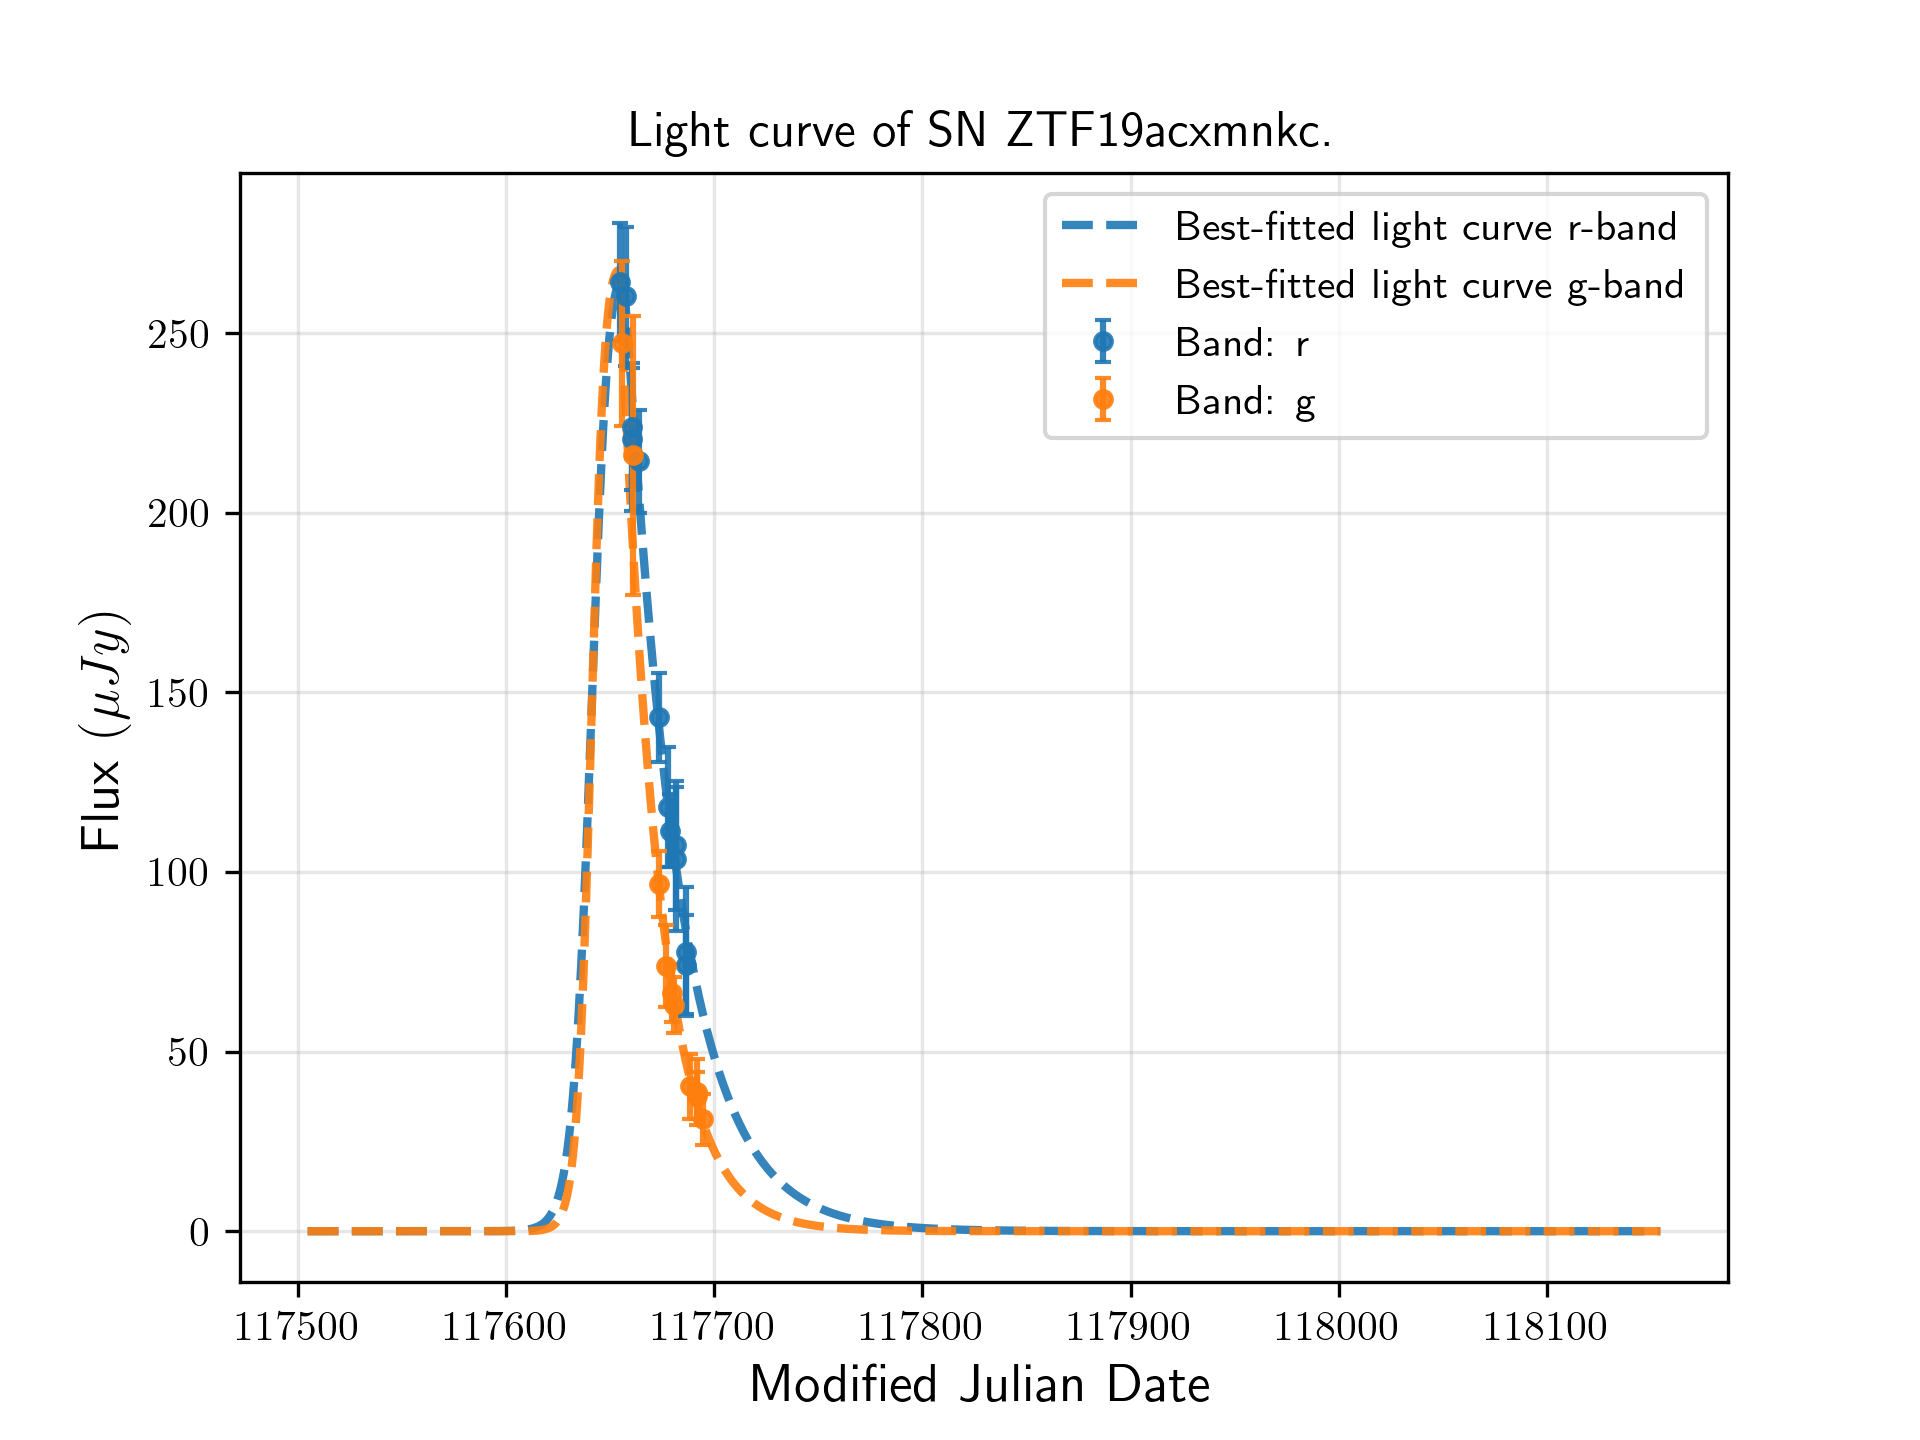 Light curve of SN ZTF19acxmnkc.
Best-fitted light curve r-band
Best-fitted light curve g-band
Band: r
Band: g
Flux (μJy)
250
200
150
100
50
0
117500 117600 117700 117800 117900 118000 118100
Modified Julian Date